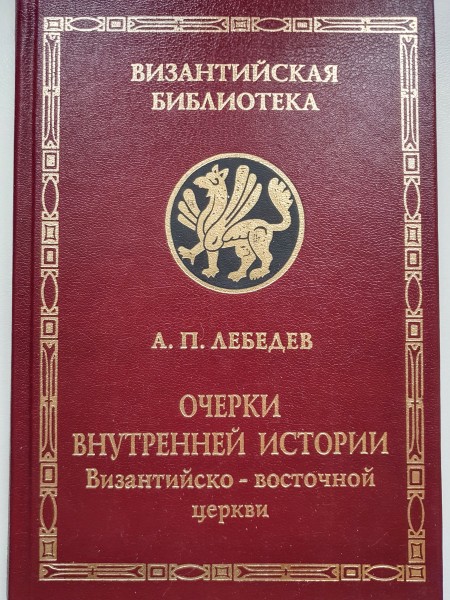 ВИЗАНТИЙСКАЯ
БИБЛИОТЕКА
А. П. ЛЕБЕДЕВ
ОЧЕРКИ
ВНУТРЕННЕЙ ИСТОРИИ
Византийско - восточной
церкви